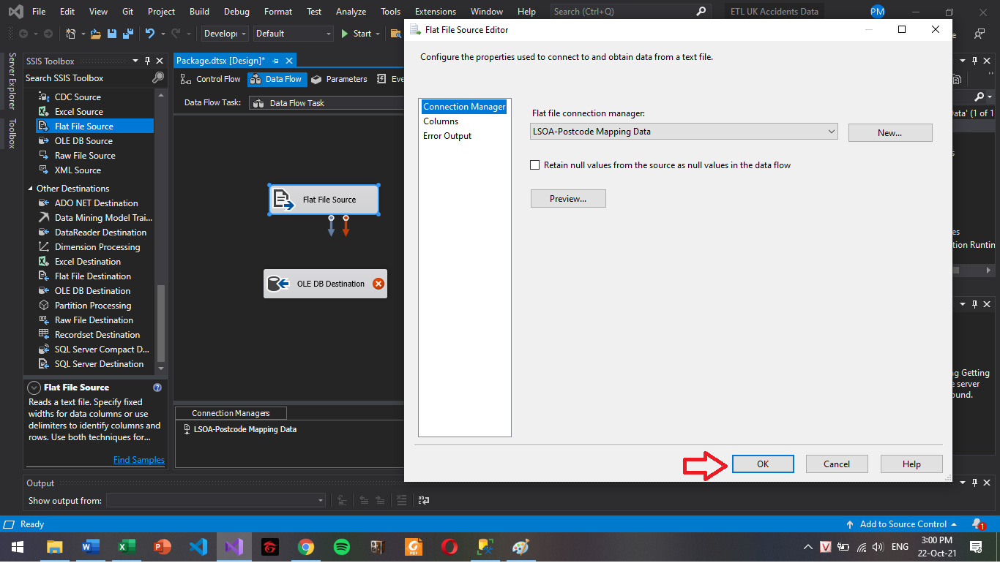 File Edit View Git Project Build Debug Format Test Analyze Tools Extensions Window Help Search (Ctrl+Q) ETL UK Accidents Data PM
Developı Default Start
Server Explorer
Toolbox
SSIS Toolbox
Search SSIS Toolbox
CDC Source
Excel Source
Flat File Source
OLE DB Source
Raw File Source
XML Source
Other Destinations
ADO NET Destination
Data Mining Model Trai...
DataReader Destination
Dimension Processing
Excel Destination
Flat File Destination
OLE DB Destination
Partition Processing
Raw File Destination
Recordset Destination
SQL Server Compact D...
SQL Server Destination
Flat File Source
Reads a text file. Specify fixed
widths for data columns or use
delimiters to identify columns and
rows. Use both techniques for...
Find Samples
Package.dtsx [Design]*
Control Flow Data Flow Parameters Eve
Data Flow Task: Data Flow Task
Flat File Source
OLE DB Destination
Connection Managers
LSOA-Postcode Mapping Data
Flat File Source Editor
Configure the properties used to connect to and obtain data from a text file.
Connection Manager
Columns
Error Output
Flat file connection manager:
LSOA-Postcode Mapping Data
New...
Retain null values from the source as null values in the data flow
Preview...
OK Cancel Help
Data' (1 of 1
es
tion Runtin
ng Getting
e server
ound.
Output
Show output from:
Ready
Add to Source Control
1
ENG
3:00 PM
22-Oct-21